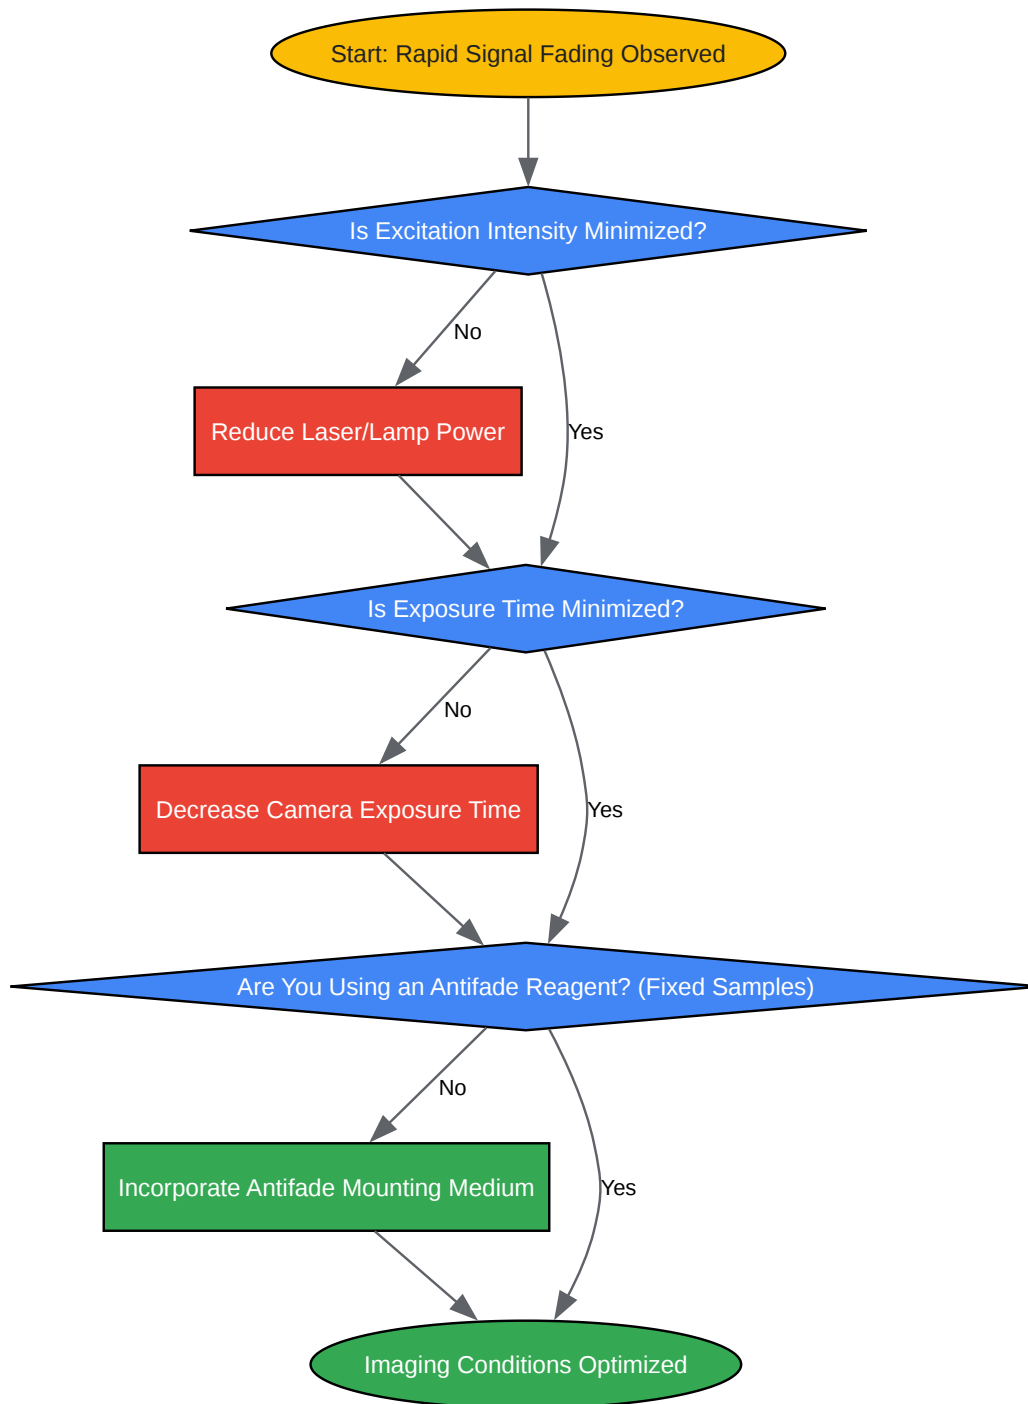 Start: Rapid Signal Fading Observed
Is Excitation Intensity Minimized?
No
Reduce Laser/Lamp Power
Yes
Is Exposure Time Minimized?
No
Decrease Camera Exposure Time
Yes
Are You Using an Antifade Reagent? (Fixed Samples)
No
Incorporate Antifade Mounting Medium
Yes
Imaging Conditions Optimized